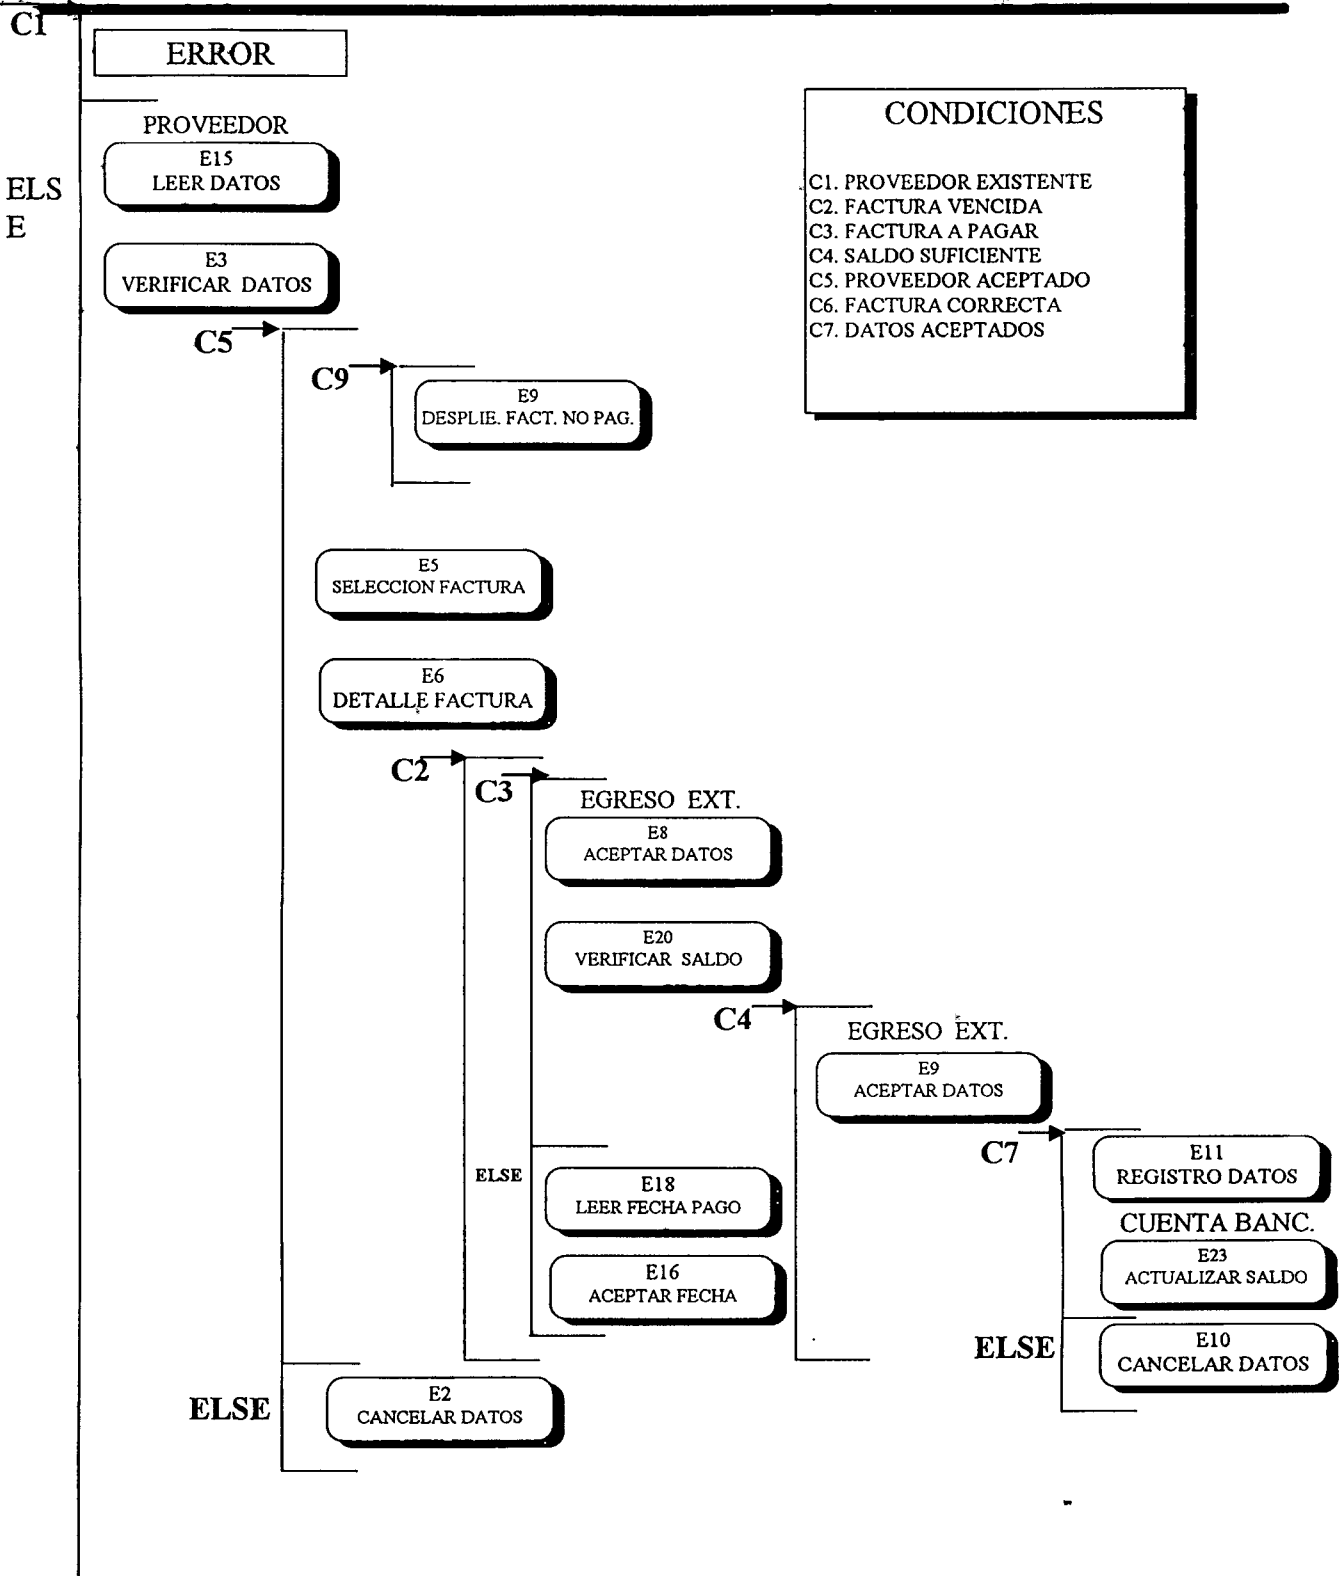 C1
ERROR
CONDICIONES
C1. PROVEEDOR EXISTENTE
C2. FACTURA VENCIDA
C3. FACTURA A PAGAR
C4. SALDO SUFICIENTE
C5. PROVEEDOR ACEPTADO
C6. FACTURA CORRECTA
C7. DATOS ACEPTADOS
ELS
E
PROVEEDOR
E15
LEER DATOS
E3
VERIFICAR DATOS
C5
C9
E9
DESPLIE. FACT. NO PAG.
E5
SELECCION FACTURA
E6
DETALLE FACTURA
C2
C3
EGRESO EXT.
E8
ACEPTAR DATOS
E20
VERIFICAR SALDO
C4
EGRESO EXT.
E9
ACEPTAR DATOS
C7
E11
REGISTRO DATOS
CUENTA BANC.
E23
ACTUALIZAR SALDO
ELSE
E10
CANCELAR DATOS
ELSE
E18
LEER FECHA PAGO
E16
ACEPTAR FECHA
ELSE
E2
CANCELAR DATOS